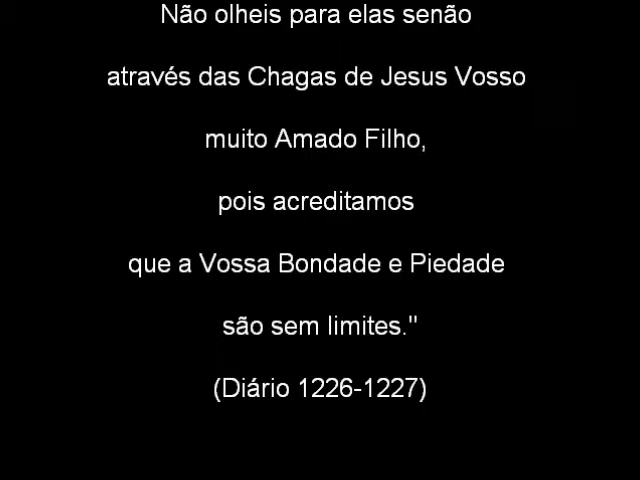 Não olheis para elas senão
através das Chagas de Jesus Vosso
muito Amado Filho,
pois acreditamos
que a Vossa Bondade e Piedade
são sem limites."
(Diário 1226-1227)